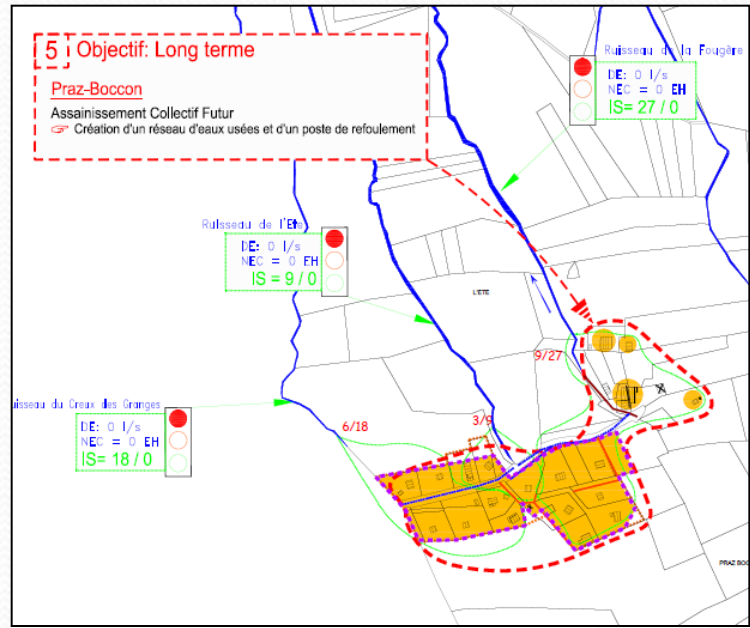 5 Objectif: Long terme
Praz-Boccon
Assainissement Collectif Futur
☞ Création d'un réseau d'eaux usées et d'un poste de refoulement
Ruisseau de la Fougère
DE: 0 l/s
NEC = 0 EH
IS= 27 / 0
Ruisseau de l'Eté
DE: 0 l/s
NEC = 0 EH
IS = 9 / 0
L'ETE
9/27
isseau du Creux des Granges
DE: 0 l/s
NEC = 0 EH
IS= 18 / 0
6/18
3/9
PRAZ BOC